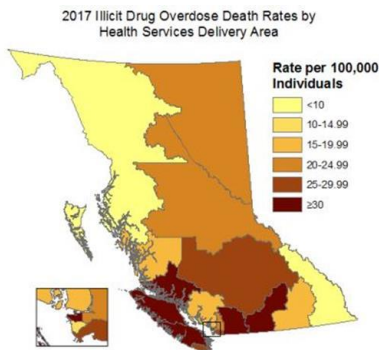 2017 Illicit Drug Overdose Death Rates by
Health Services Delivery Area
Rate per 100,000
Individuals
<10
10-14.99
15-19.99
20-24.99
25-29.99
≥30